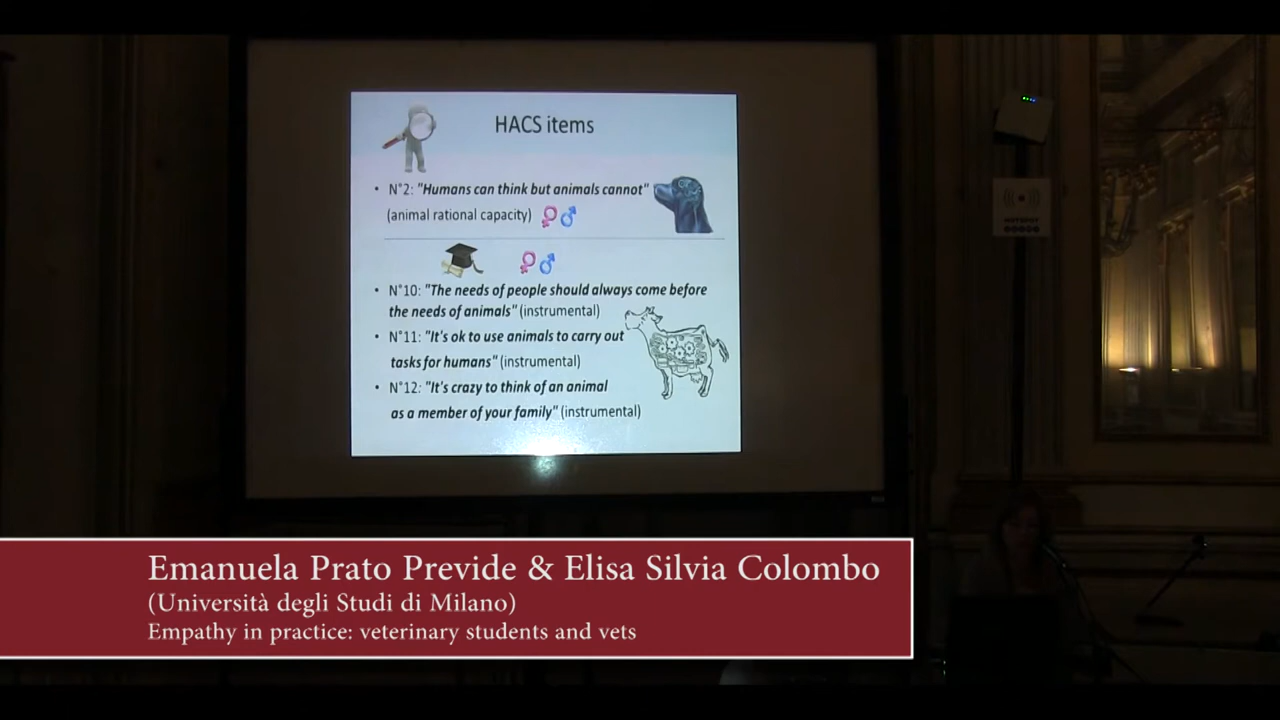 HACS items
• N°2: "Humans can think but animals cannot"
(animal rational capacity)
• N°10: "The needs of people should always come before
the needs of animals" (instrumental)
• N°11: "It's ok to use animals to carry out
tasks for humans" (instrumental)
• N°12: "It's crazy to think of an animal
as a member of your family" (instrumental)
Emanuela Prato Previde & Elisa Silvia Colombo
(Università degli Studi di Milano)
Empathy in practice: veterinary students and vets